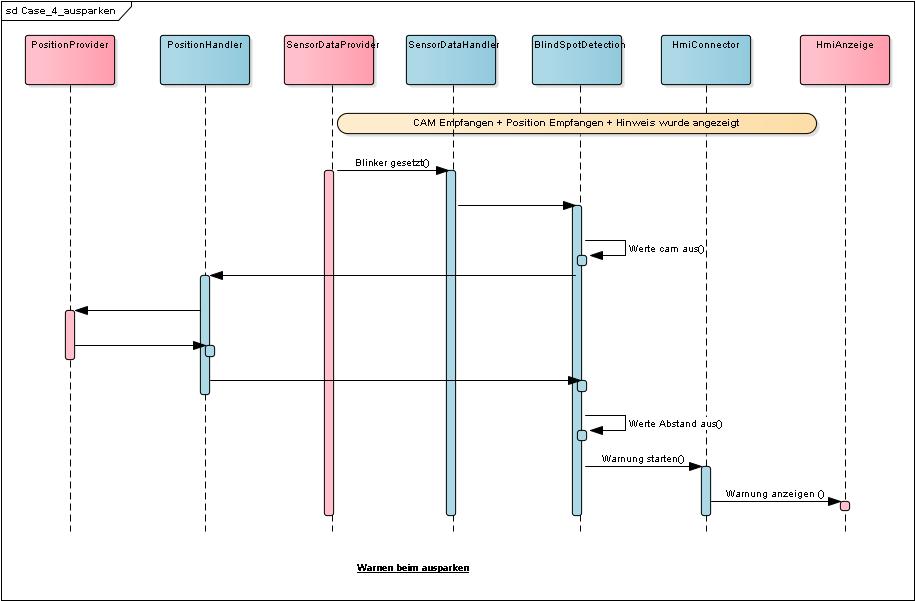 sd Case_4_ausparken
PositionProvider
PositionHandler
SensorDataProvider
SensorDataHandler
BlindSpotDetection
HmiConnector
HmiAnzeige
CAM Empfangen + Position Empfangen + Hinweis wurde angezeigt
Blinker gesetzt()
Werte cam aus()
Werte Abstand aus()
Warnung starten()
Warnung anzeigen ()
Warnen beim ausparken